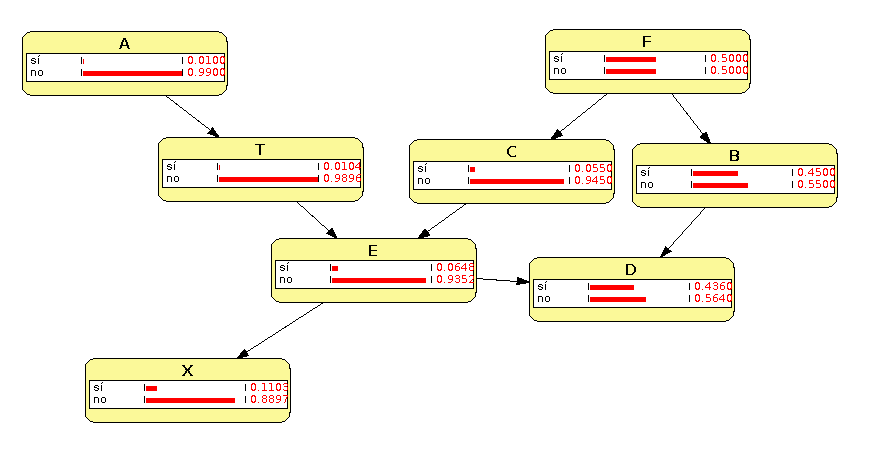 A
sí 0.0100
no 0.9900
F
sí 0.5000
no 0.5000
T
sí 0.0104
no 0.9896
C
sí 0.0550
no 0.9450
B
sí 0.4500
no 0.5500
E
sí 0.0648
no 0.9352
D
sí 0.4360
no 0.5640
X
sí 0.1103
no 0.8897